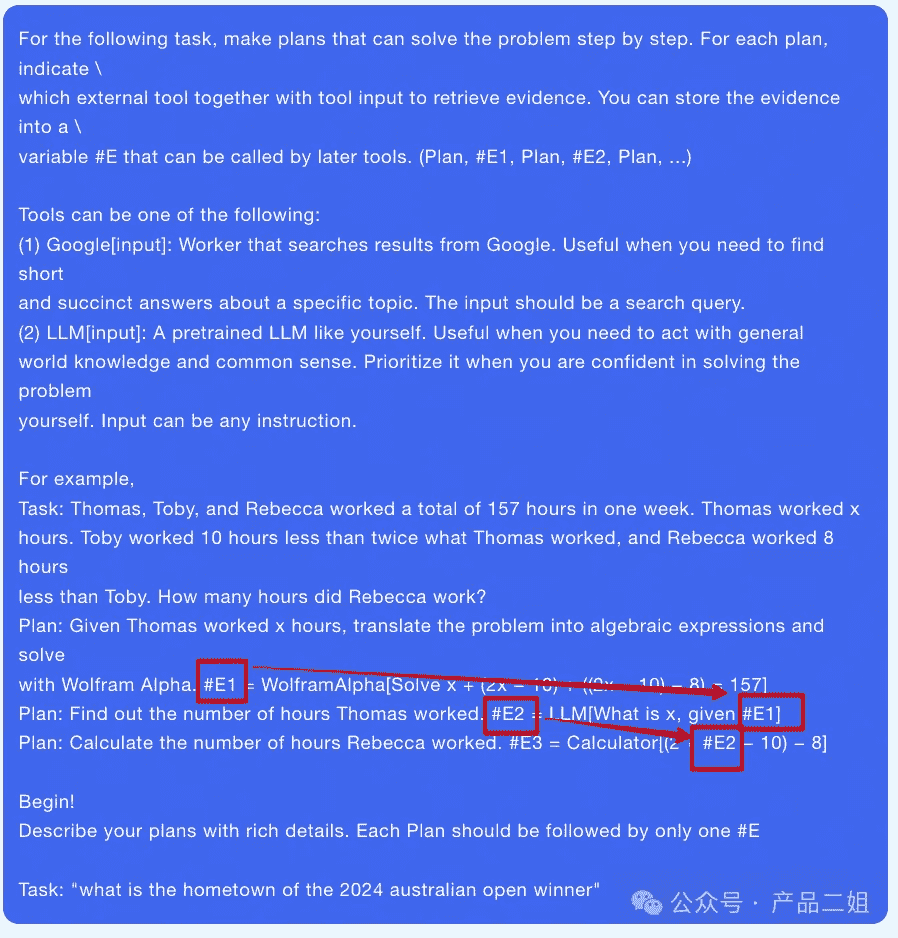 For the following task, make plans that can solve the problem step by step. For each plan,
indicate \
which external tool together with tool input to retrieve evidence. You can store the evidence
into a \
variable #E that can be called by later tools. (Plan, #E1, Plan, #E2, Plan, ...)
Tools can be one of the following:
(1) Google[input]: Worker that searches results from Google. Useful when you need to find
short
and succinct answers about a specific topic. The input should be a search query.
(2) LLM[input]: A pretrained LLM like yourself. Useful when you need to act with general
world knowledge and common sense. Prioritize it when you are confident in solving the
problem
yourself. Input can be any instruction.
For example,
Task: Thomas, Toby, and Rebecca worked a total of 157 hours in one week. Thomas worked x
hours. Toby worked 10 hours less than twice what Thomas worked, and Rebecca worked 8
hours
less than Toby. How many hours did Rebecca work?
Plan: Given Thomas worked x hours, translate the problem into algebraic expressions and
solve
with Wolfram Alpha. #E1 = WolframAlpha[Solve x + (2x − 10) + ((2x − 10) − 8) = 157]
Plan: Find out the number of hours Thomas worked. #E2 = LLM[What is x, given #E1]
Plan: Calculate the number of hours Rebecca worked. #E3 = Calculator[(2 #E2 − 10) − 8]
Begin!
Describe your plans with rich details. Each Plan should be followed by only one #E
Task: "what is the hometown of the 2024 australian open winner"
公众号 · 产品二姐